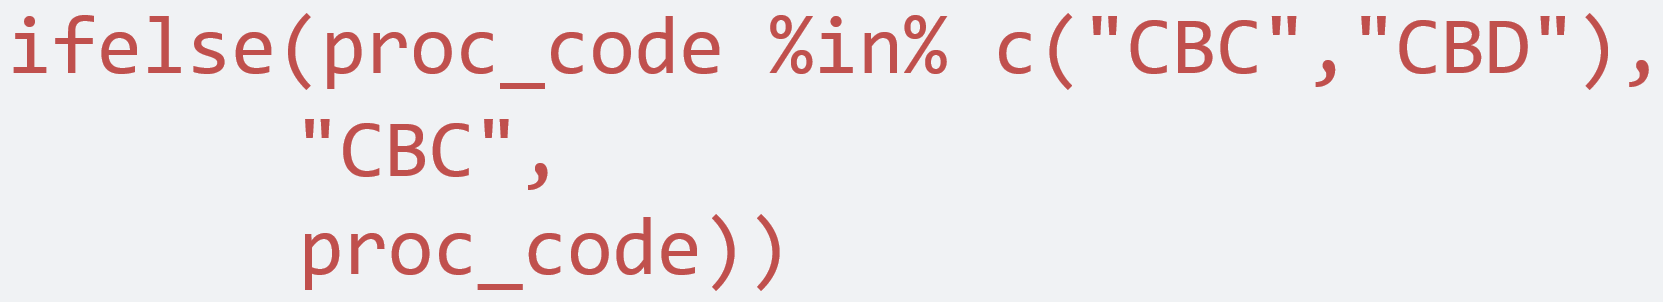 ifelse(proc_code %in% c("CBC","CBD"),
"CBC",
proc_code))